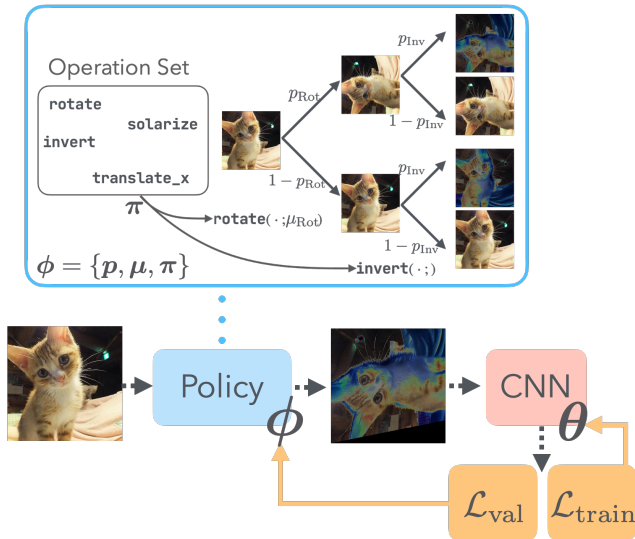 Operation Set
rotate
solarize
invert
translate_x
π
p_Rot
1 − p_Rot
p_Inv
1 − p_Inv
p_Inv
1 − p_Inv
rotate(·;μ_Rot)
invert(·;)
ϕ = {p, μ, π}
Policy
ϕ
CNN
θ
ℒ_val
ℒ_train